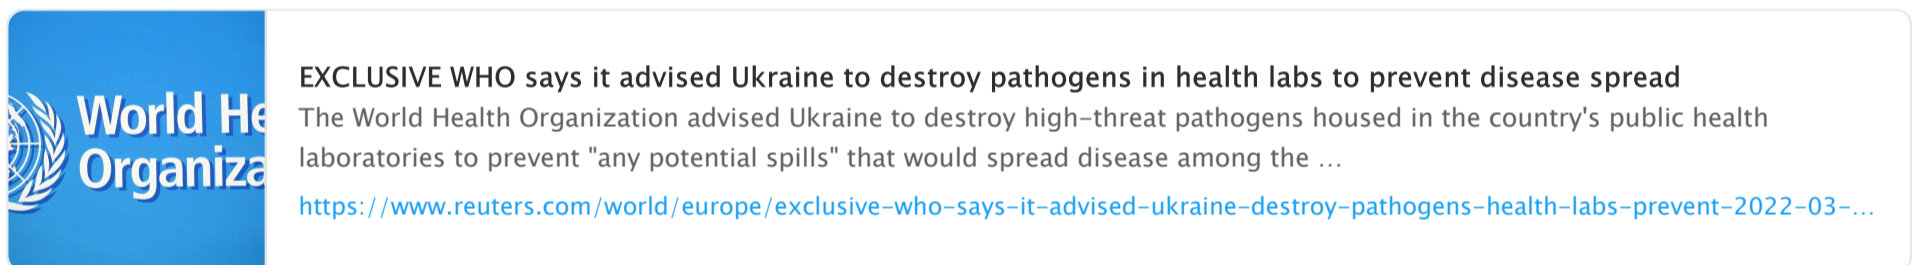 World He
Organiza
EXCLUSIVE WHO says it advised Ukraine to destroy pathogens in health labs to prevent disease spread
The World Health Organization advised Ukraine to destroy high-threat pathogens housed in the country's public health
laboratories to prevent "any potential spills" that would spread disease among the ...
https://www.reuters.com/world/europe/exclusive-who-says-it-advised-ukraine-destroy-pathogens-health-labs-prevent-2022-03-...